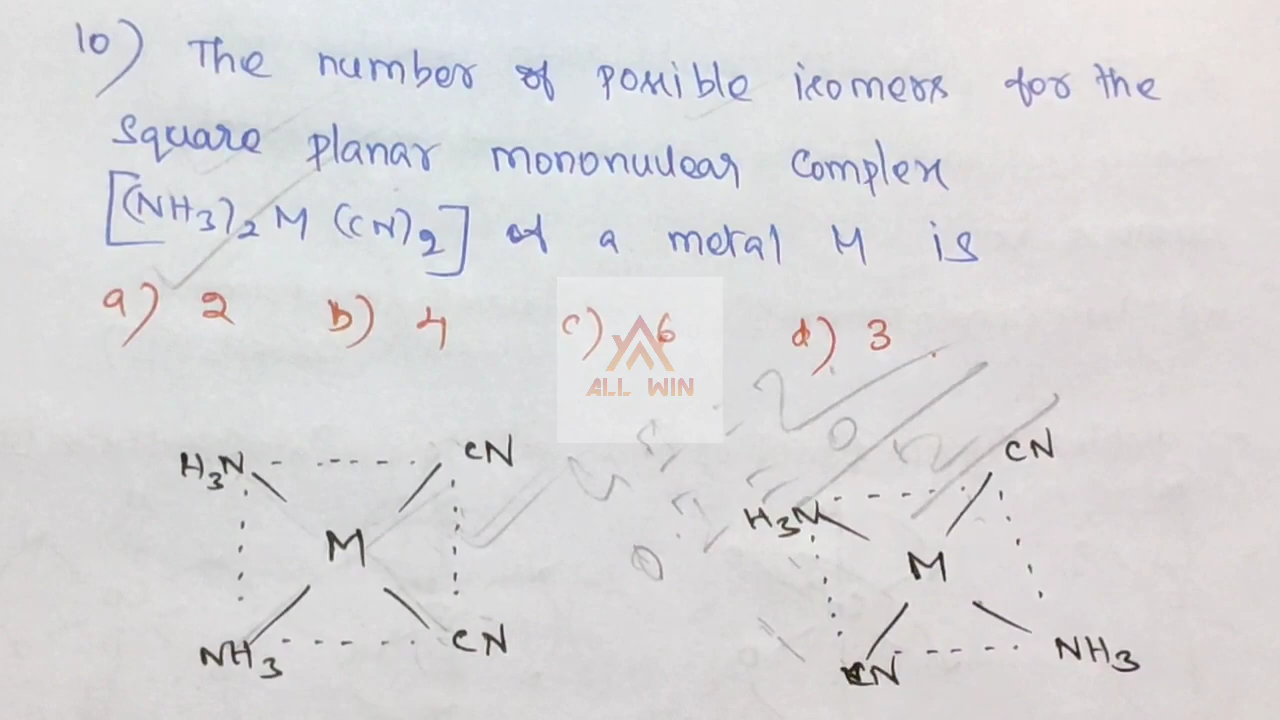 10) The number of possible isomers for the
square planar mononulear complex
[(NH3)2 M (CN)2] of a metal M is
a) 2 b) 4 c) 6 d) 3
ALL WIN
H3N CN
M
NH3 CN
CN
H3N
M
CN NH3